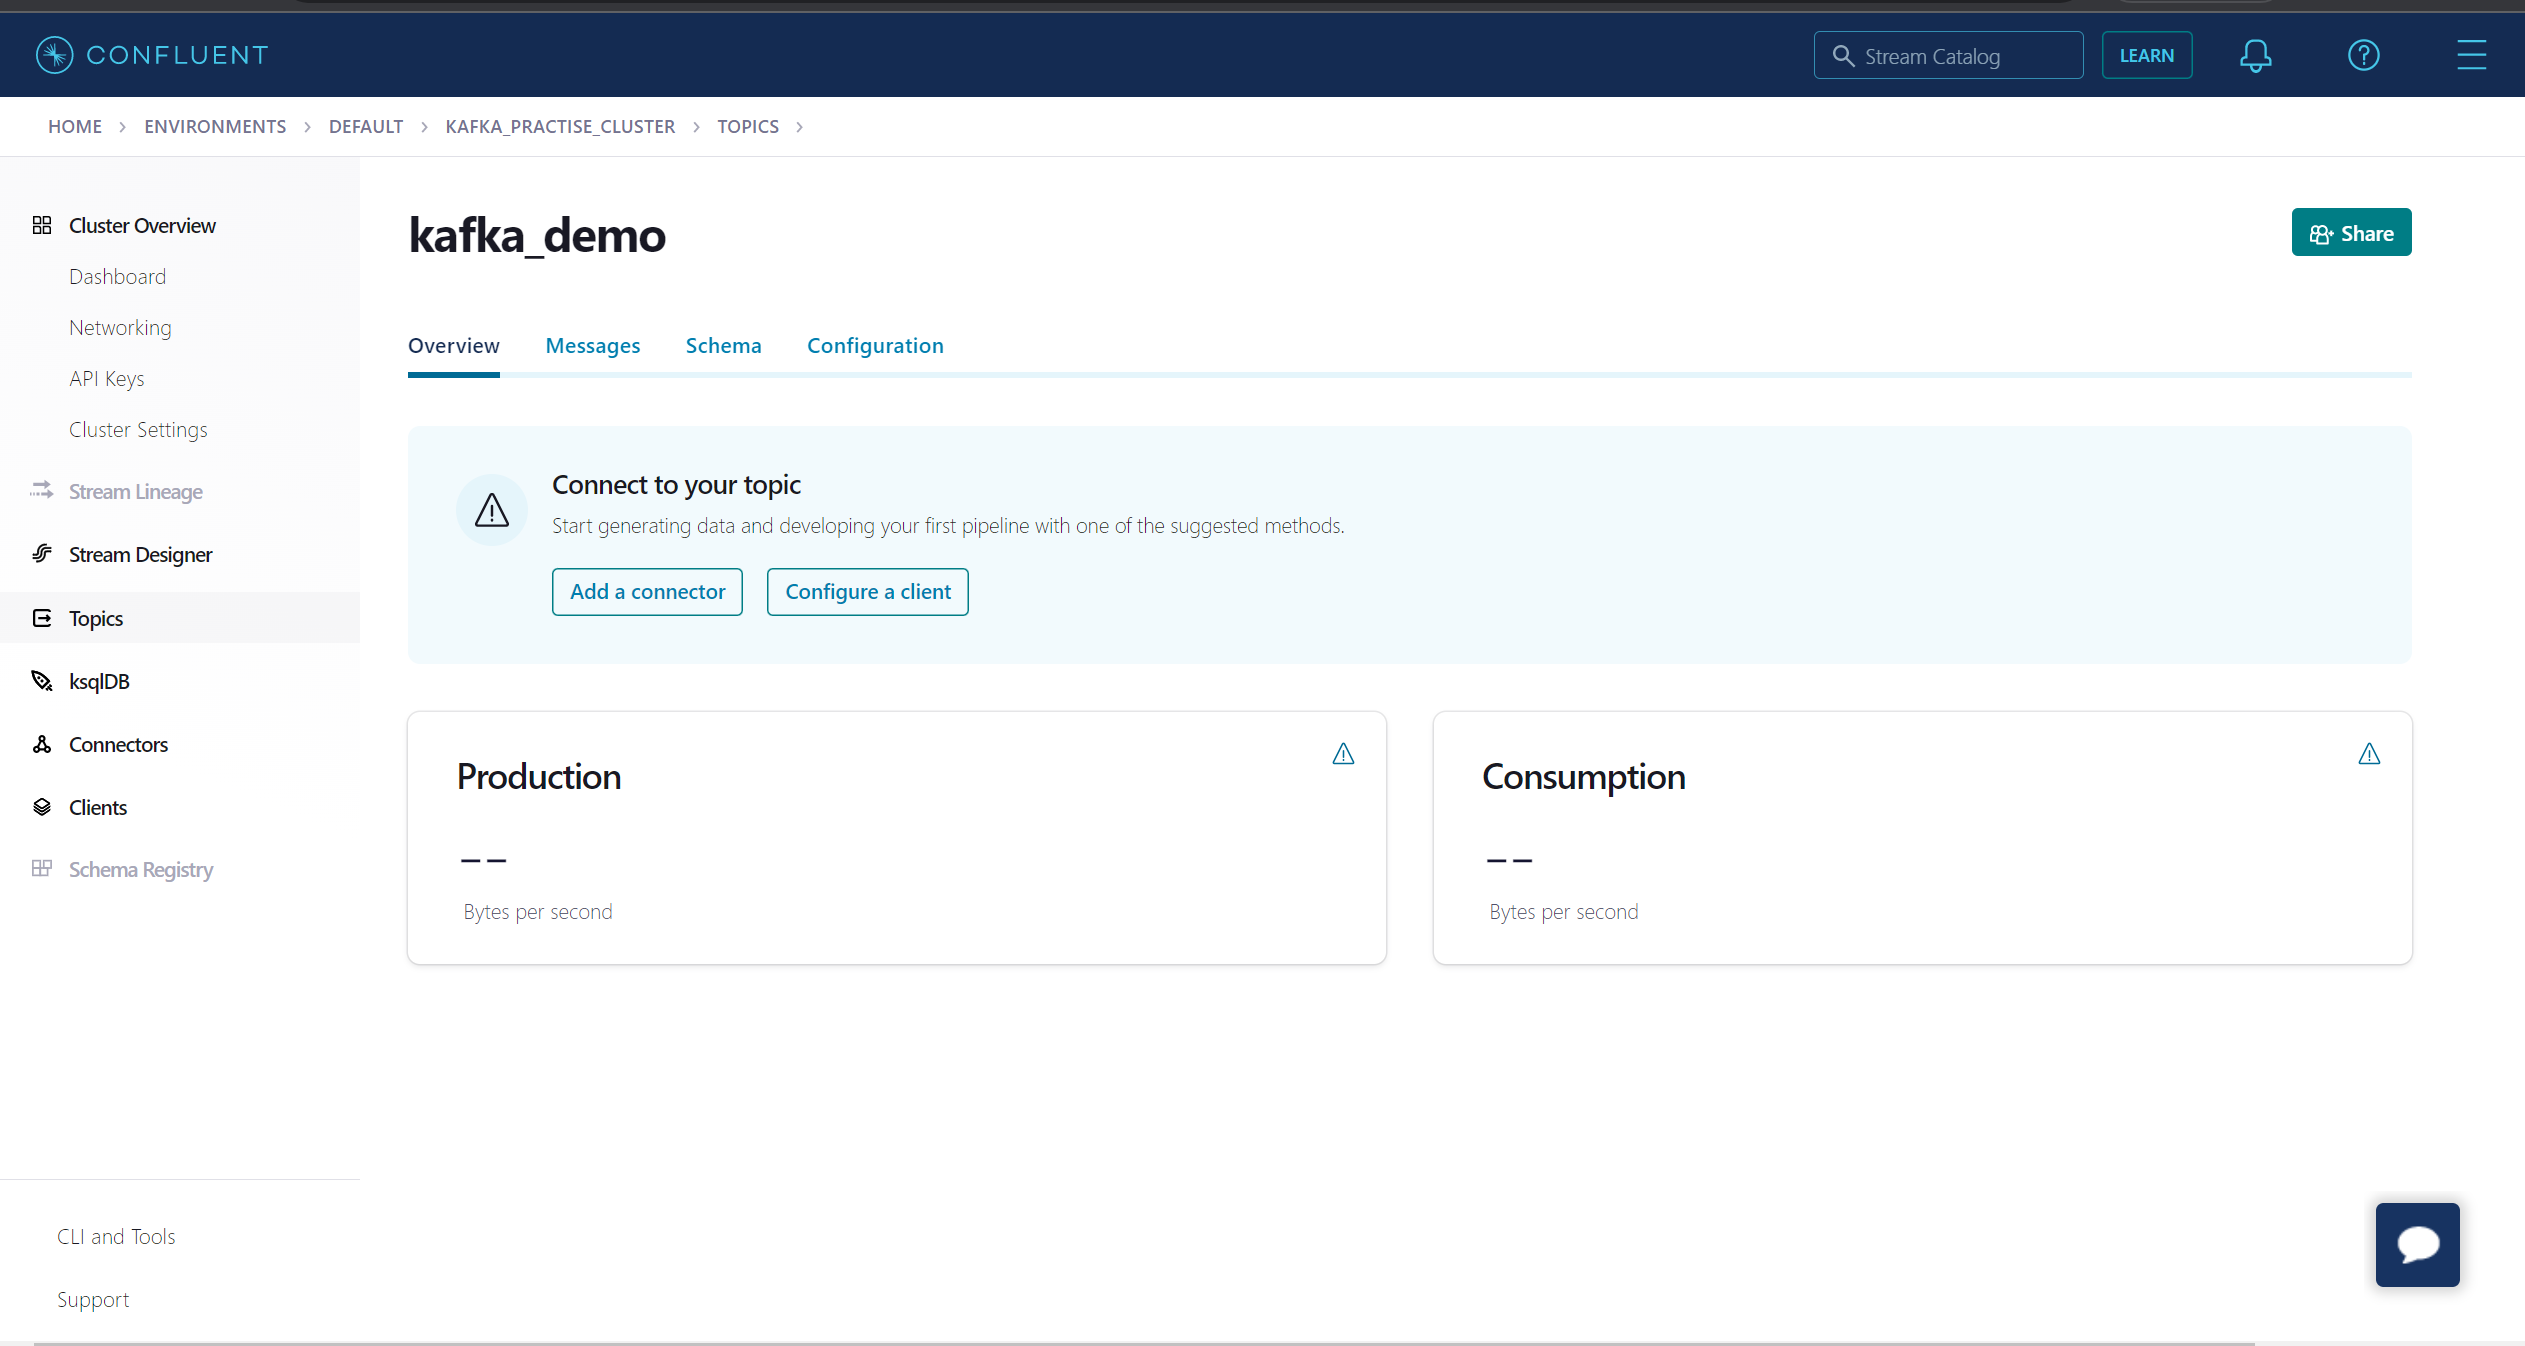 CONFLUENT
Stream Catalog
LEARN
HOME > ENVIRONMENTS > DEFAULT > KAFKA_PRACTISE_CLUSTER > TOPICS >
Cluster Overview
Dashboard
Networking
API Keys
Cluster Settings
Stream Lineage
Stream Designer
Topics
ksqlDB
Connectors
Clients
Schema Registry
CLI and Tools
Support
kafka_demo
Share
Overview Messages Schema Configuration
Connect to your topic
Start generating data and developing your first pipeline with one of the suggested methods.
Add a connector Configure a client
Production
--
Bytes per second
Consumption
--
Bytes per second